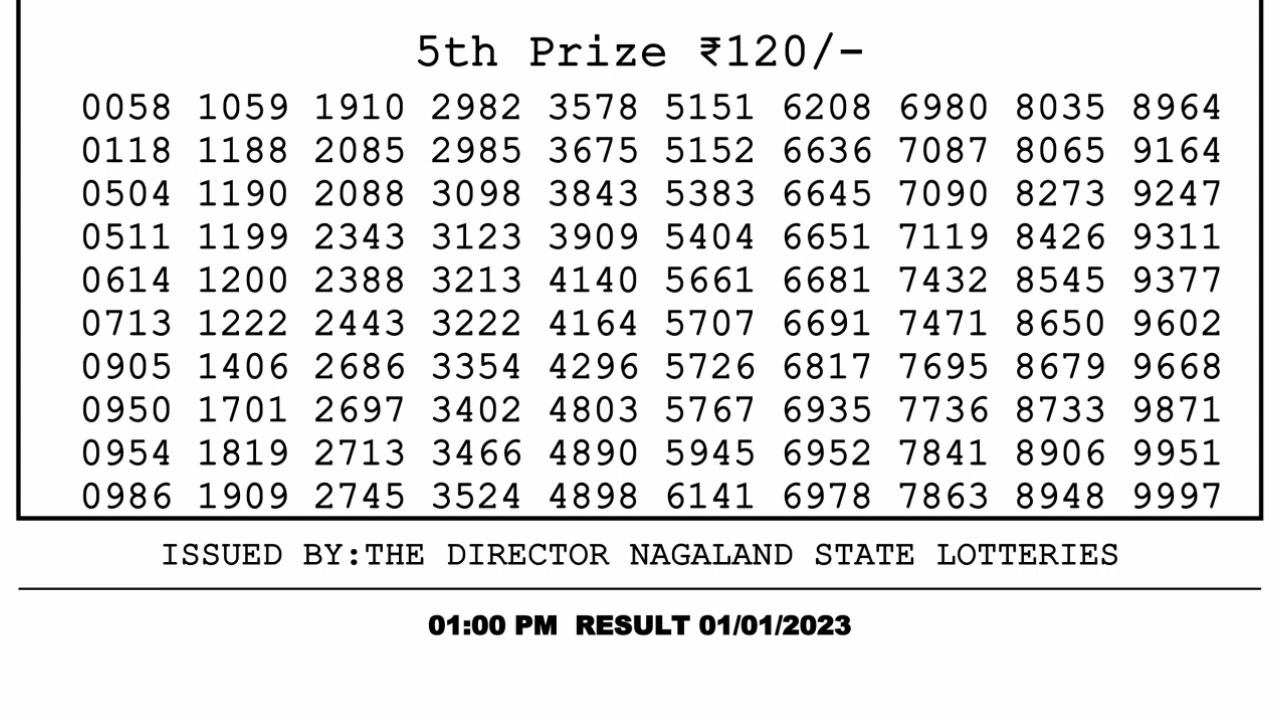 5th Prize ₹120/-
0058 1059 1910 2982 3578 5151 6208 6980 8035 8964
0118 1188 2085 2985 3675 5152 6636 7087 8065 9164
0504 1190 2088 3098 3843 5383 6645 7090 8273 9247
0511 1199 2343 3123 3909 5404 6651 7119 8426 9311
0614 1200 2388 3213 4140 5661 6681 7432 8545 9377
0713 1222 2443 3222 4164 5707 6691 7471 8650 9602
0905 1406 2686 3354 4296 5726 6817 7695 8679 9668
0950 1701 2697 3402 4803 5767 6935 7736 8733 9871
0954 1819 2713 3466 4890 5945 6952 7841 8906 9951
0986 1909 2745 3524 4898 6141 6978 7863 8948 9997
ISSUED BY:THE DIRECTOR NAGALAND STATE LOTTERIES
01:00 PM RESULT 01/01/2023